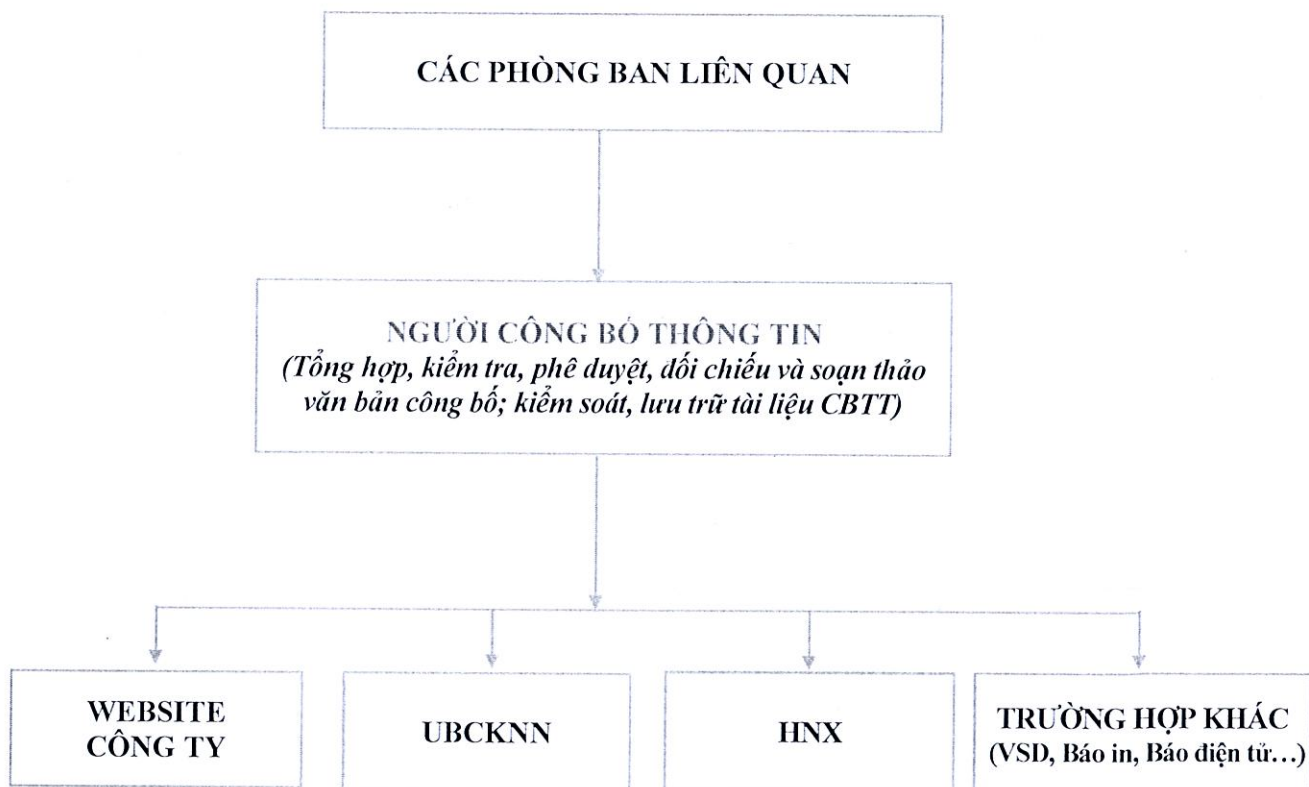 CÁC PHÒNG BAN LIÊN QUAN
NGƯỜI CÔNG BỐ THÔNG TIN
(Tổng hợp, kiểm tra, phê duyệt, đối chiếu và soạn thảo
văn bản công bố; kiểm soát, lưu trữ tài liệu CBTT)
WEBSITE
CÔNG TY
UBCKNN
HNX
TRƯỜNG HỢP KHÁC
(VSD, Báo in, Báo điện tử...)